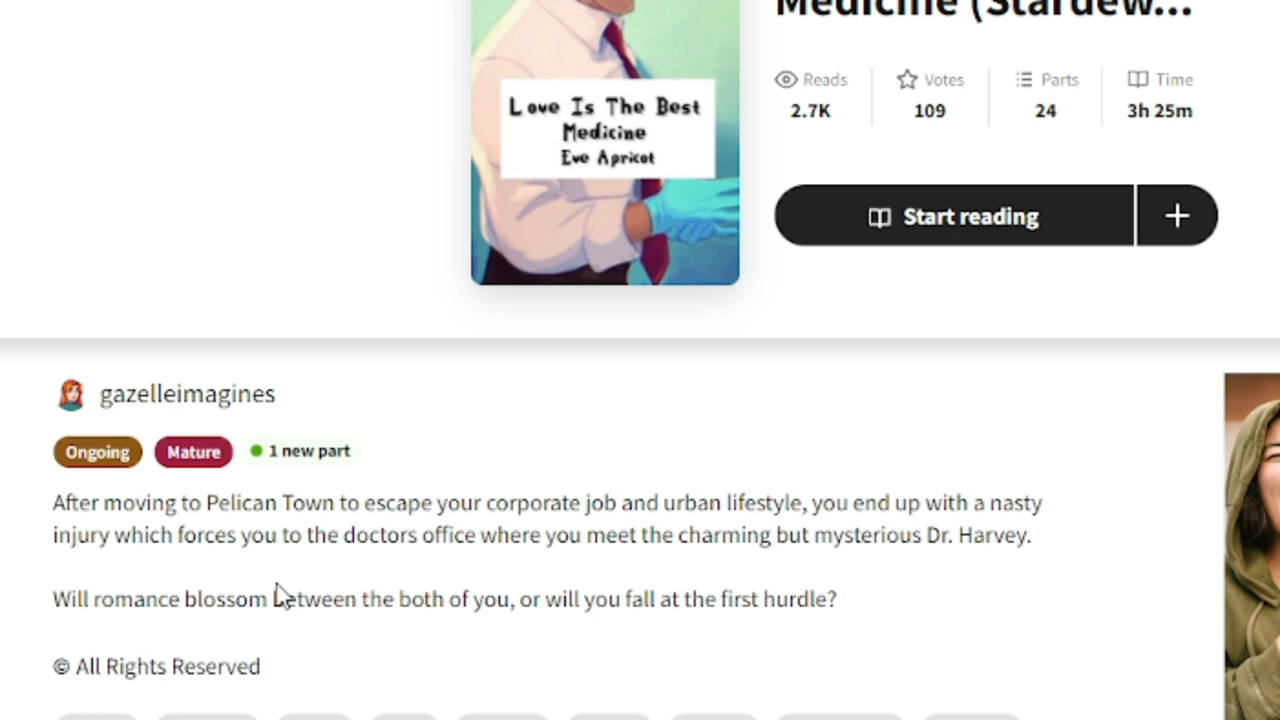 Medicine (Stardew...
Reads
Votes
Parts
Time
2.7K
109
24
3h 25m
Love Is The Best
Medicine
Eve Apricot
Start reading
gazelleimagines
Ongoing
Mature
1 new part
After moving to Pelican Town to escape your corporate job and urban lifestyle, you end up with a nasty
injury which forces you to the doctors office where you meet the charming but mysterious Dr. Harvey.
Will romance blossom between the both of you, or will you fall at the first hurdle?
© All Rights Reserved